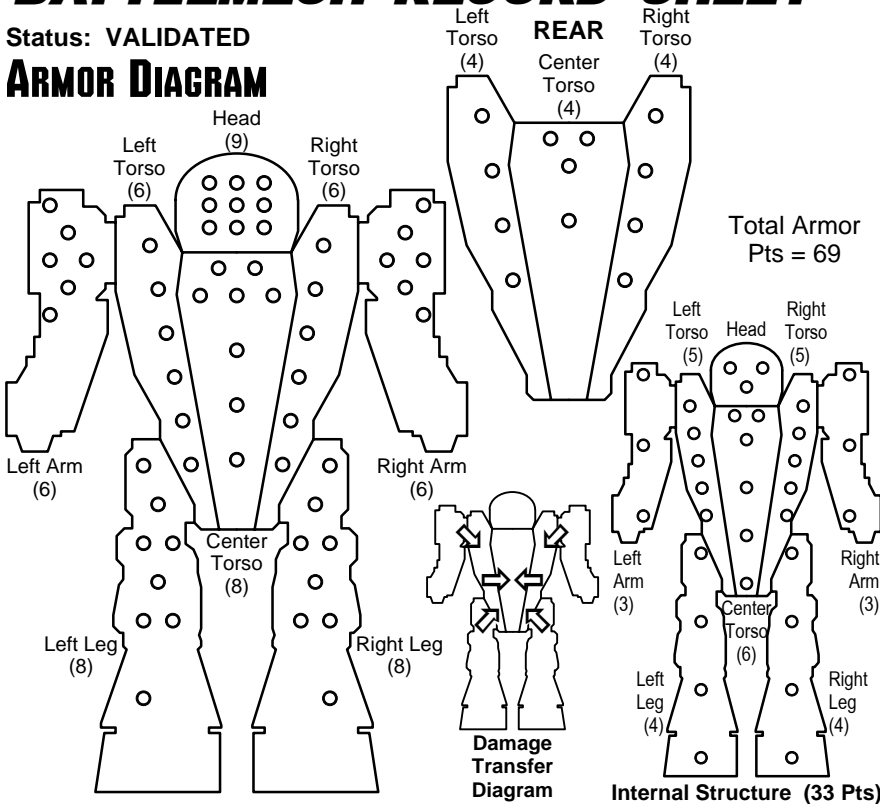 Status: VALIDATED
ARMOR DIAGRAM
Head
(9)
Left
Torso
(6)
Right
Torso
(6)
Left Arm
(6)
Right Arm
(6)
Center
Torso
(8)
Left Leg
(8)
Right Leg
(8)
REAR
Left
Torso
(4)
Center
Torso
(4)
Right
Torso
(4)
Total Armor
Pts = 69
Damage
Transfer
Diagram
Left
Torso
(5)
Head
Right
Torso
(5)
Left
Arm
(3)
Right
Arm
(3)
Center
Torso
(6)
Left
Leg
(4)
Right
Leg
(4)
Internal Structure (33 Pts)